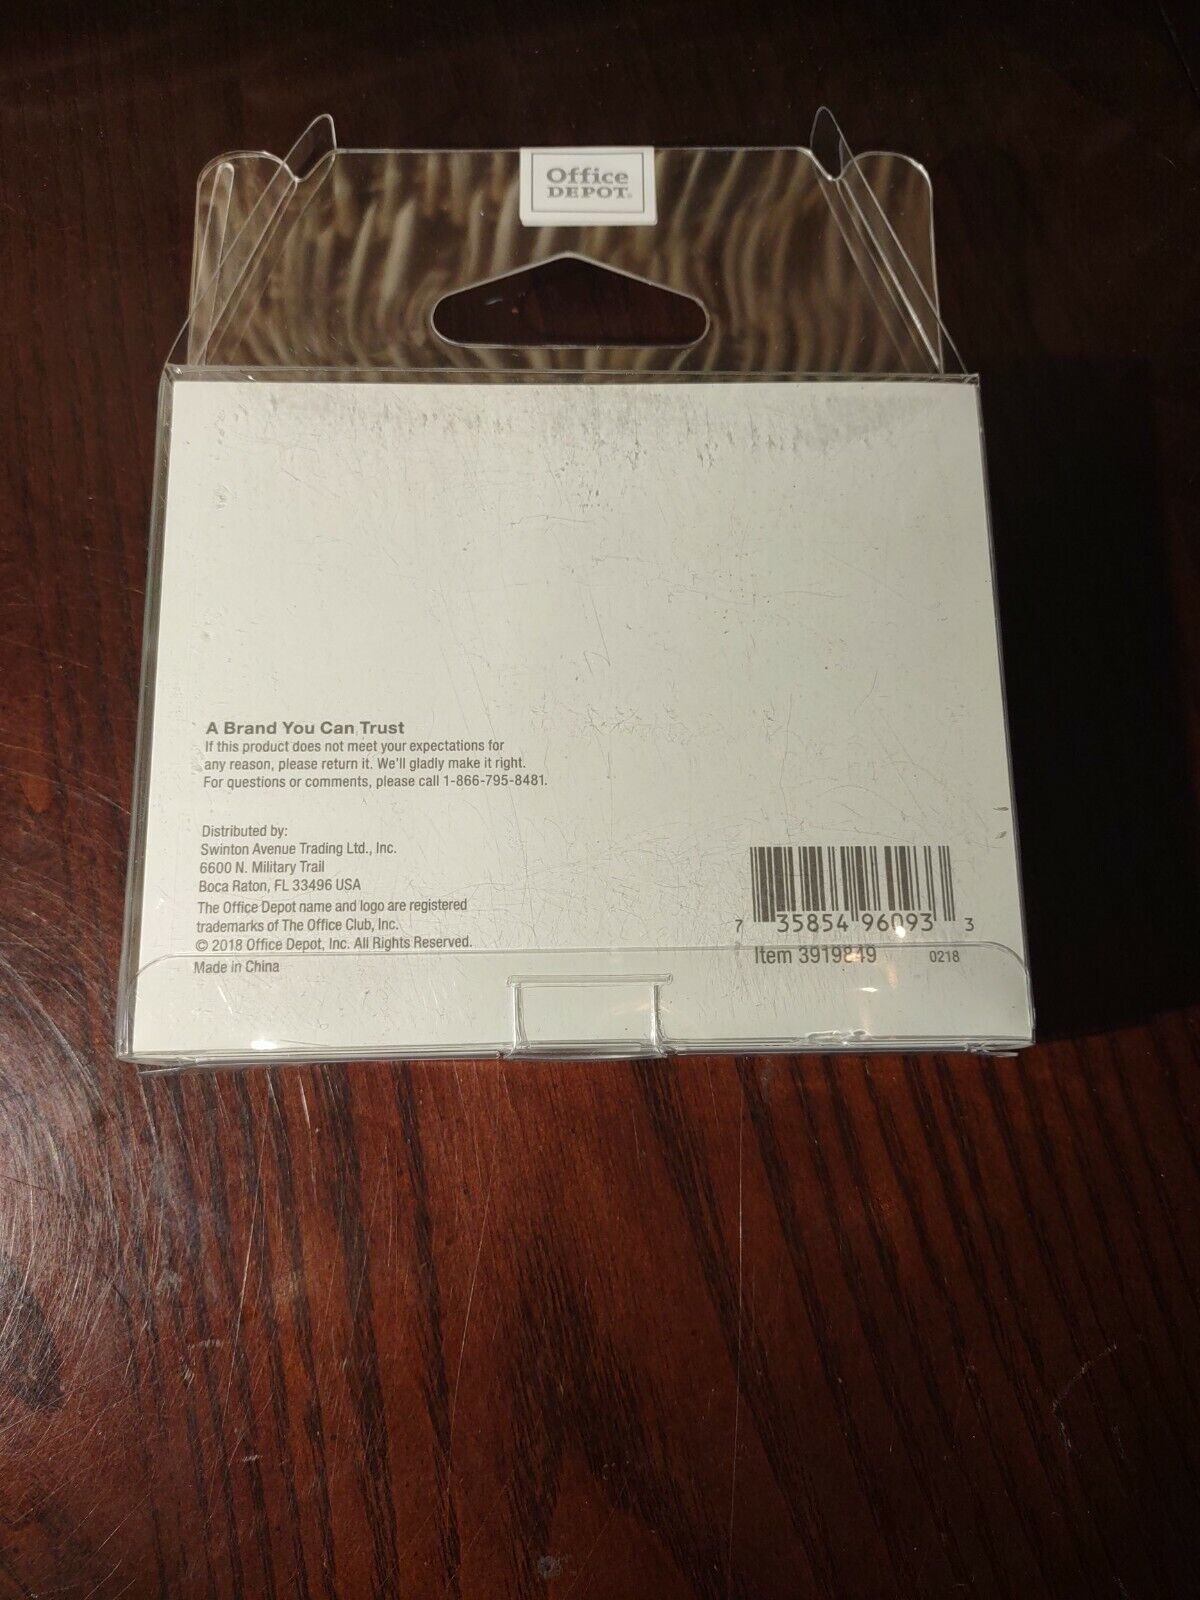 Office
DEPOT®
A Brand You Can Trust
If this product does not meet your expectations for
any reason, please return it. We'll gladly make it right.
For questions or comments, please call 1-866-795-8481.
Distributed by:
Swinton Avenue Trading Ltd., Inc.
6600 N. Military Trail
Boca Raton, FL 33496 USA
The Office Depot name and logo are registered
trademarks of The Office Club, Inc.
© 2018 Office Depot, Inc. All Rights Reserved.
Made in China
7 35854 96093 3
Item 3919849 0218